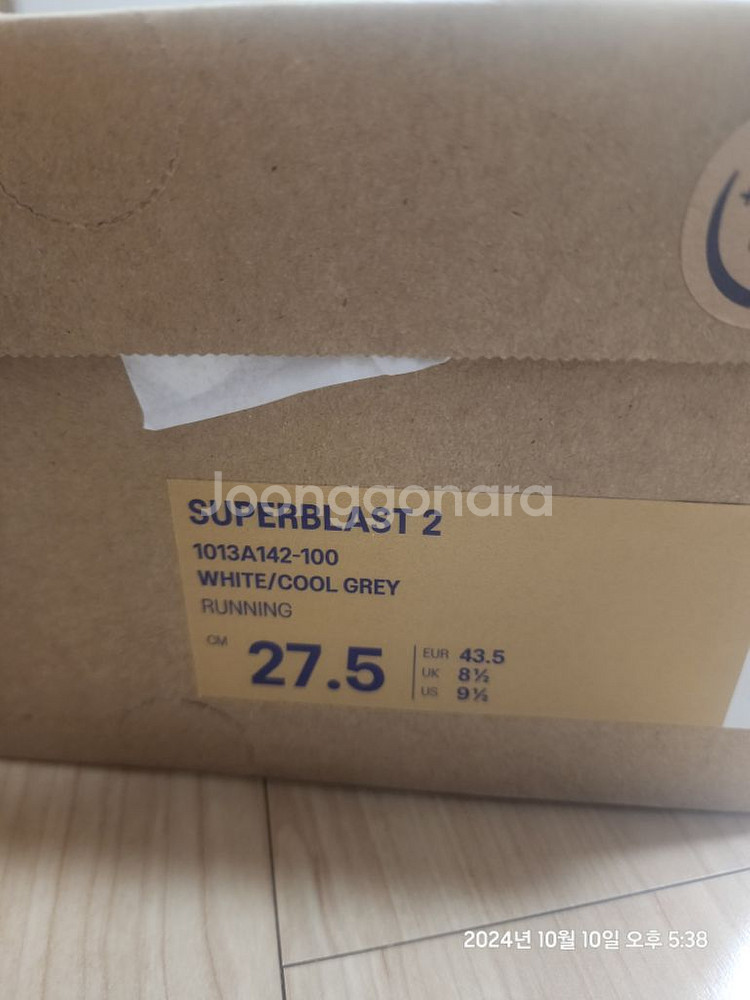 Joonggonara
SUPERBLAST 2
1013A142-100
WHITE/COOL GREY
RUNNING
CM 27.5
EUR 43.5
UK 8½
US 9½
2024년 10월 10일 오후 5:38